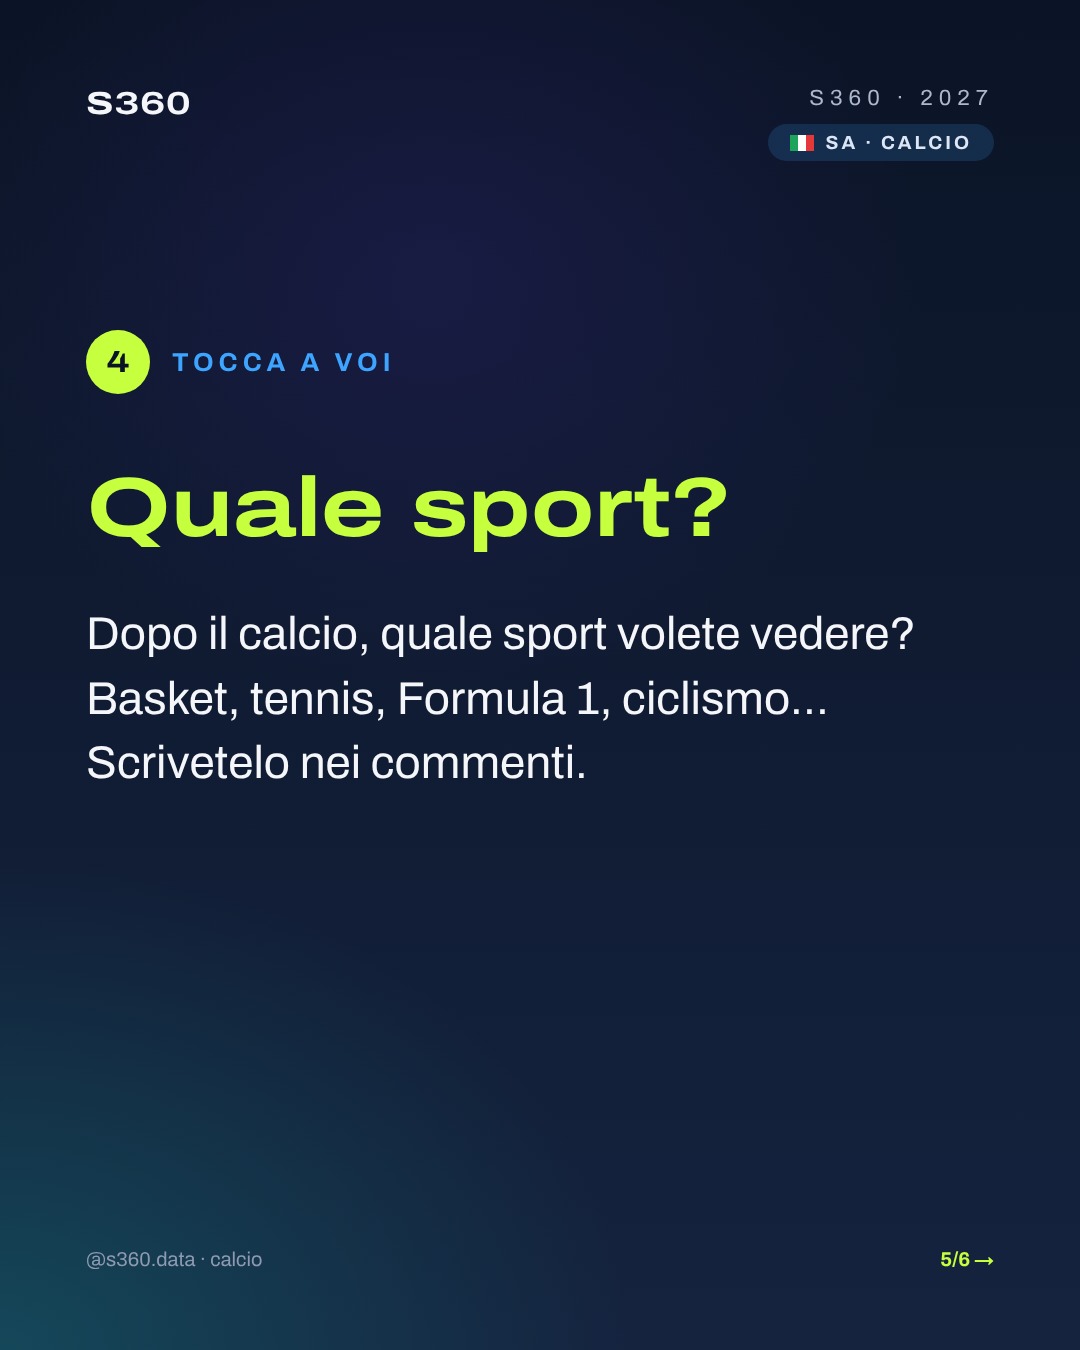 S360
S360 · 2027
SA · CALCIO
4
TOCCA A VOI
Quale sport?
Dopo il calcio, quale sport volete vedere?
Basket, tennis, Formula 1, ciclismo...
Scrivetelo nei commenti.
@s360.data · calcio
5/6 →